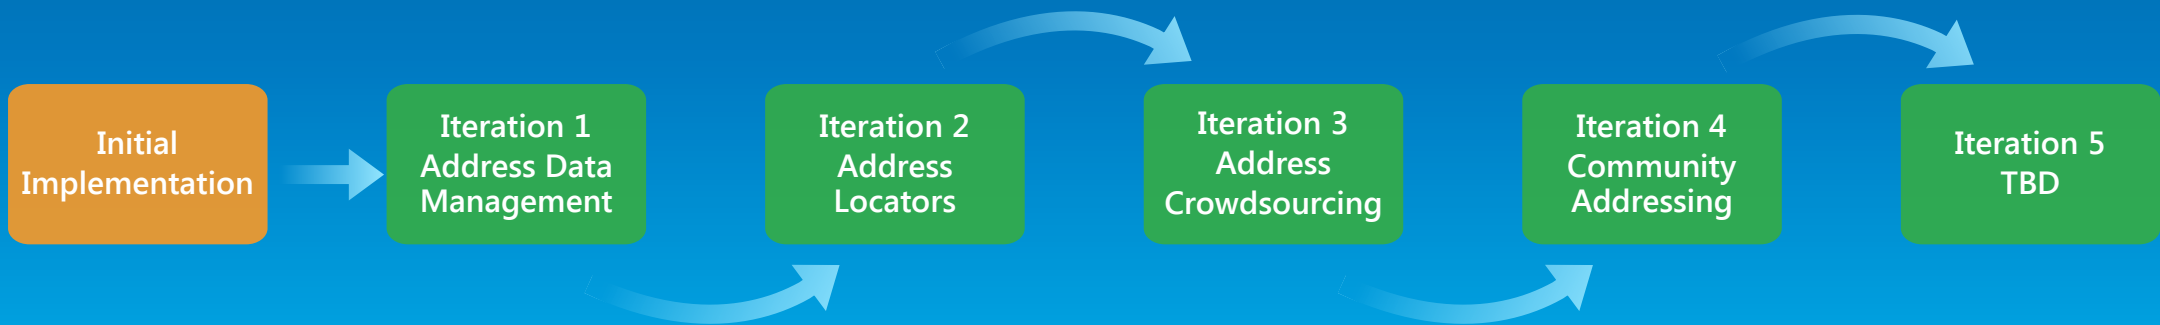 Initial
Implementation
Iteration 1
Address Data
Management
Iteration 2
Address
Locators
Iteration 3
Address
Crowdsourcing
Iteration 4
Community
Addressing
Iteration 5
TBD